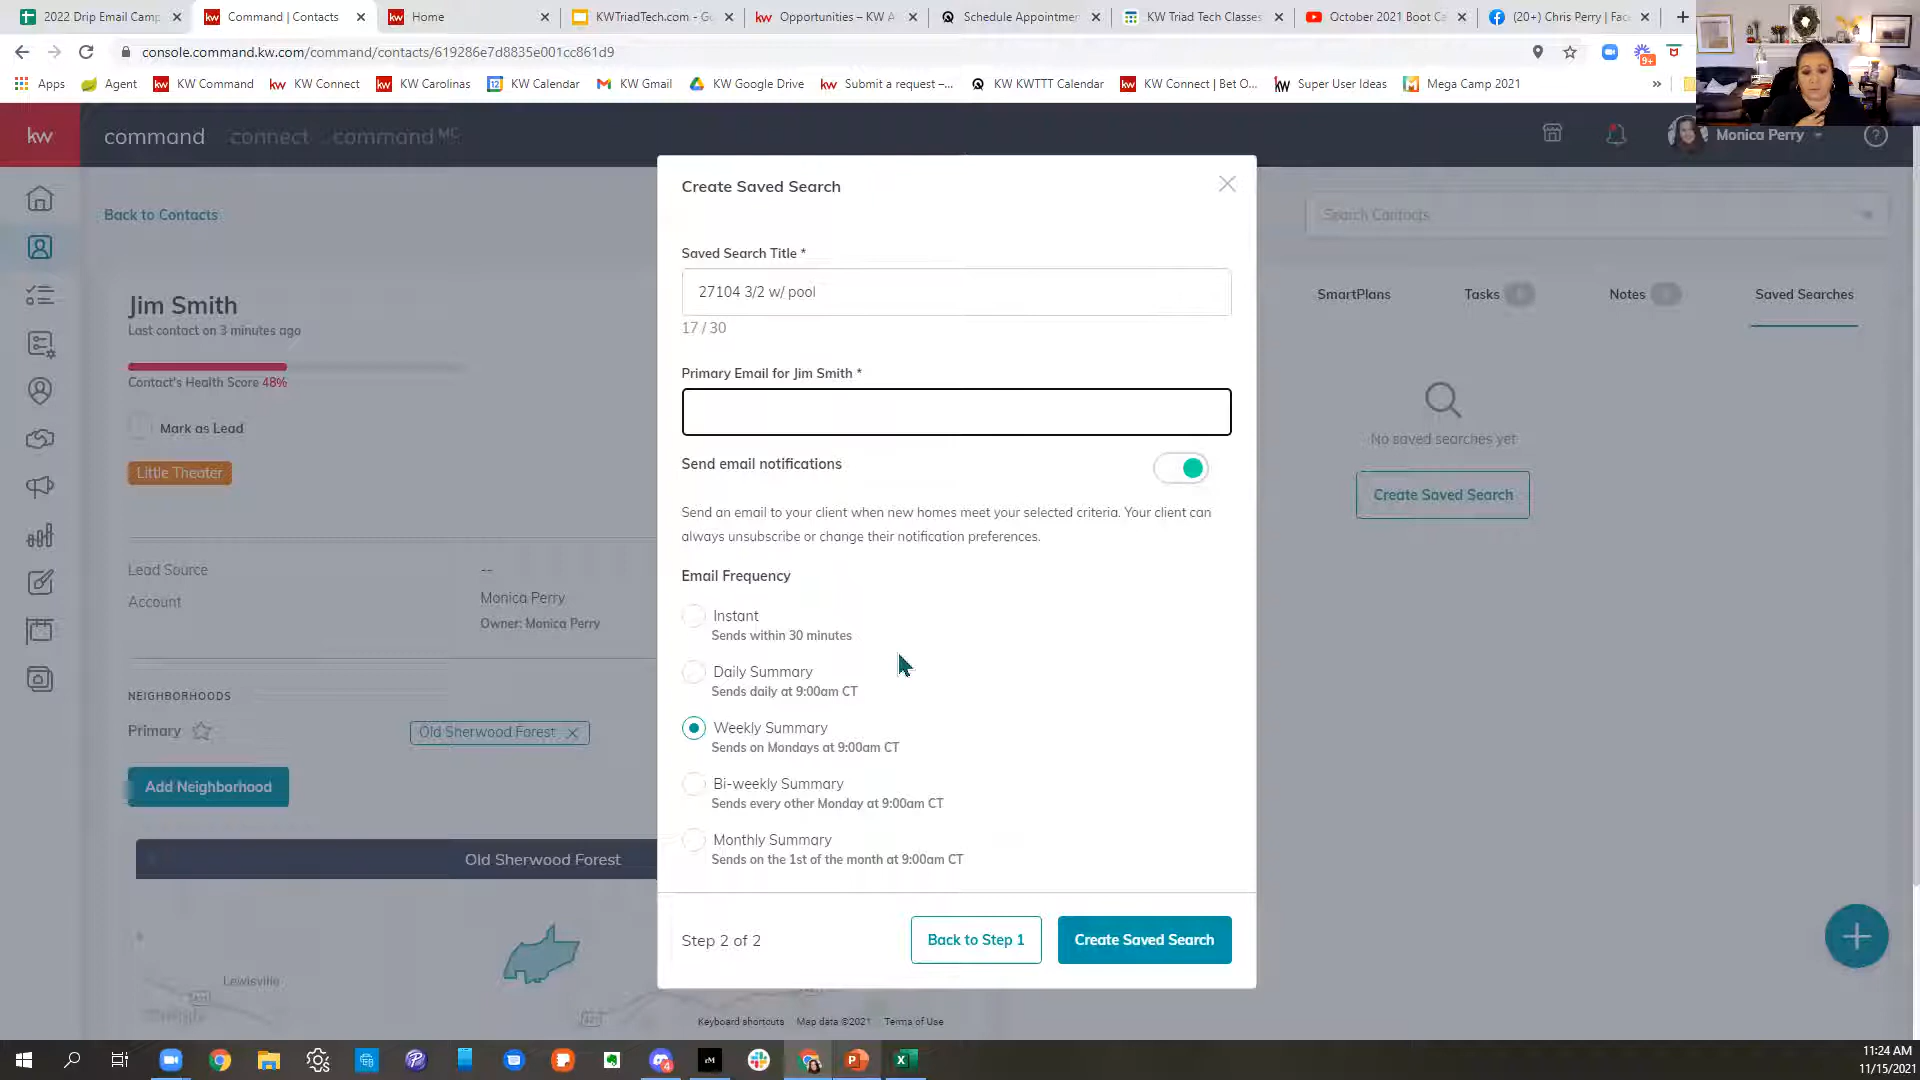 2022 Drip Email Camp
Command | Contacts
Home
KWTriadTech.com - Gu
Opportunities – KW A
Schedule Appointmen
KW Triad Tech Classes
October 2021 Boot Ca
(20+) Chris Perry | Fac
console.command.kw.com/command/contacts/619286e7d8835e001cc861d9
9+
Apps
Agent
KW Command
KW Connect
KW Carolinas
KW Calendar
KW Gmail
KW Google Drive
Submit a request –...
KW KWTTT Calendar
KW Connect | Bet O...
Super User Ideas
Mega Camp 2021
kw
command connect command MC
Monica Perry
Back to Contacts
Search Contacts
Jim Smith
Last contact on 3 minutes ago
Contact's Health Score 48%
Mark as Lead
Little Theater
Lead Source
--
Account
Monica Perry
Owner: Monica Perry
NEIGHBORHOODS
Primary
Old Sherwood Forest
Add Neighborhood
Old Sherwood Forest
Lewisville
Keyboard shortcuts
Map data ©2021
Terms of Use
Create Saved Search
Saved Search Title *
27104 3/2 w/ pool
17 / 30
Primary Email for Jim Smith *
Send email notifications
Send an email to your client when new homes meet your selected criteria. Your client can
always unsubscribe or change their notification preferences.
Email Frequency
Instant
Sends within 30 minutes
Daily Summary
Sends daily at 9:00am CT
Weekly Summary
Sends on Mondays at 9:00am CT
Bi-weekly Summary
Sends every other Monday at 9:00am CT
Monthly Summary
Sends on the 1st of the month at 9:00am CT
Step 2 of 2
Back to Step 1
Create Saved Search
SmartPlans
Tasks
Notes
Saved Searches
No saved searches yet
Create Saved Search
11:24 AM
11/15/2021